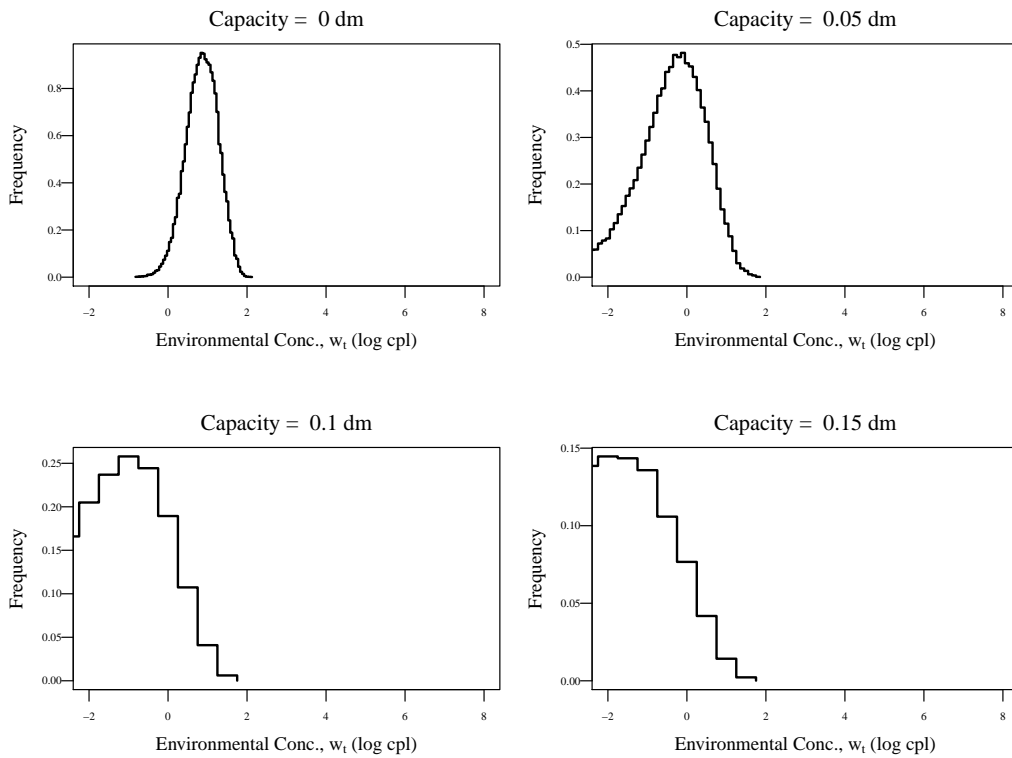 Capacity = 0 dm
Frequency
0.0
0.2
0.4
0.6
0.8
−2 0 2 4 6 8
Environmental Conc., wt (log cpl)
Capacity = 0.05 dm
Frequency
0.0
0.1
0.2
0.3
0.4
0.5
−2 0 2 4 6 8
Environmental Conc., wt (log cpl)
Capacity = 0.1 dm
Frequency
0.00
0.05
0.10
0.15
0.20
0.25
−2 0 2 4 6 8
Environmental Conc., wt (log cpl)
Capacity = 0.15 dm
Frequency
0.00
0.05
0.10
0.15
−2 0 2 4 6 8
Environmental Conc., wt (log cpl)